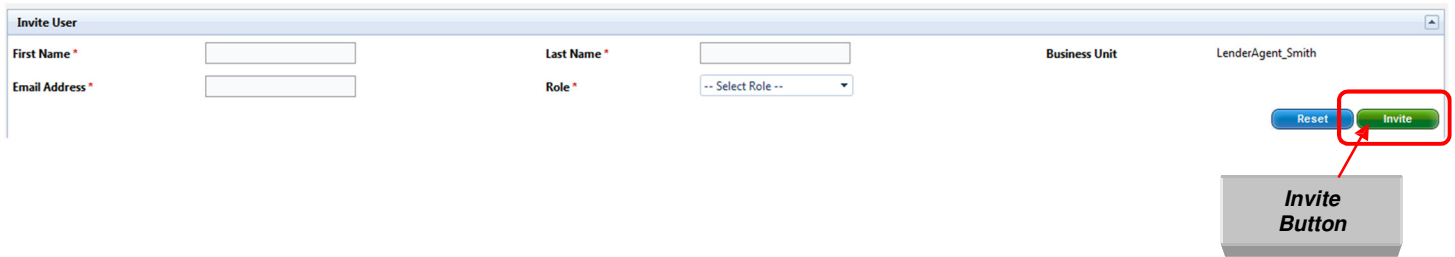 Invite User
First Name * Last Name * Business Unit LenderAgent_Smith
Email Address * Role * -- Select Role --
Reset Invite
Invite
Button